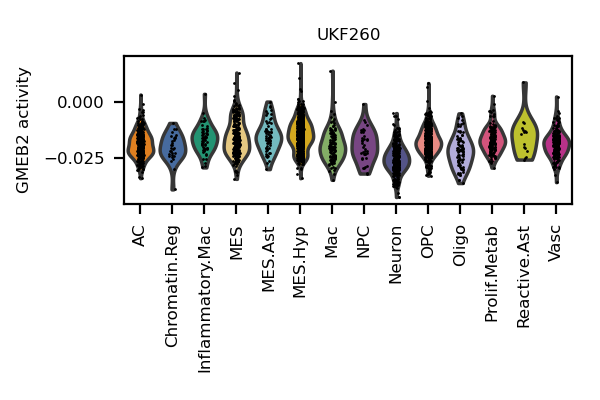 UKF260
GMEB2 activity
0.000
−0.025
AC
Chromatin.Reg
Inflammatory.Mac
MES
MES.Ast
MES.Hyp
Mac
NPC
Neuron
OPC
Oligo
Prolif.Metab
Reactive.Ast
Vasc